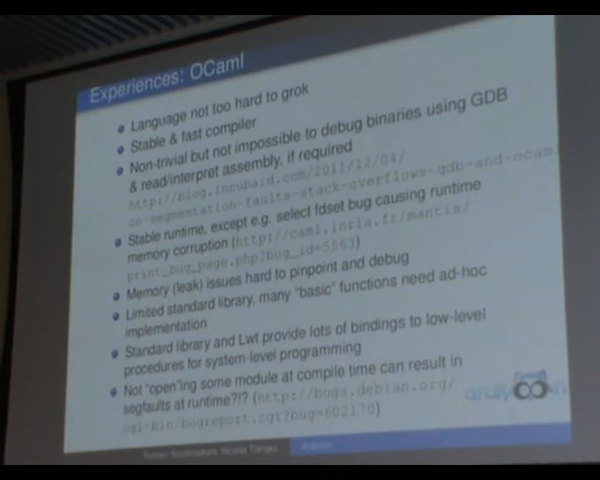 Experiences: OCaml
Language not too hard to grok
Stable & fast compiler
Non-trivial but not impossible to debug binaries using GDB
& read/interpret assembly, if required
http://blog.incubaid.com/2011/12/04/
on-segmentation-faults-stack-overflows-gdb-and-ocam
Stable runtime, except e.g. select fdset bug causing runtime
memory corruption (http://caml.inria.fr/mantis/
print_bug_page.php?bug_id=5563)
Memory (leak) issues hard to pinpoint and debug
Limited standard library, many "basic" functions need ad-hoc
implementation
Standard library and Lwt provide lots of bindings to low-level
procedures for system-level programming
Not "open"ing some module at compile time can result in
segfaults at runtime?!? (http://bugs.debian.org/
cgi-bin/bugreport.cgi?bug=602170)
Nicolas Trangez